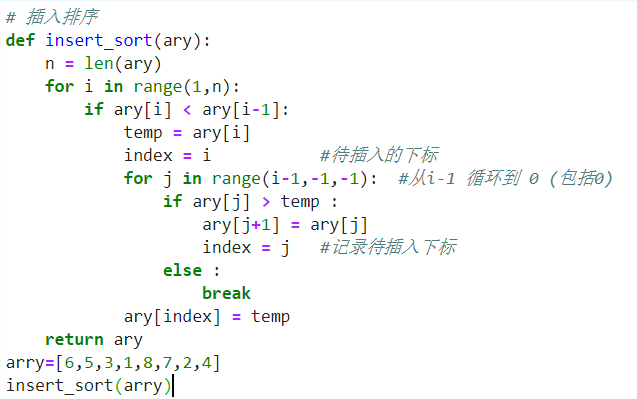 # 插入排序
def insert_sort(ary):
    n = len(ary)
    for i in range(1,n):
        if ary[i] < ary[i-1]:
            temp = ary[i]
            index = i           #待插入的下标
            for j in range(i-1,-1,-1):  #从i-1 循环到 0 (包括0)
                if ary[j] > temp :
                    ary[j+1] = ary[j]
                    index = j   #记录待插入下标
                else :
                    break
            ary[index] = temp
    return ary
arry=[6,5,3,1,8,7,2,4]
insert_sort(arry)